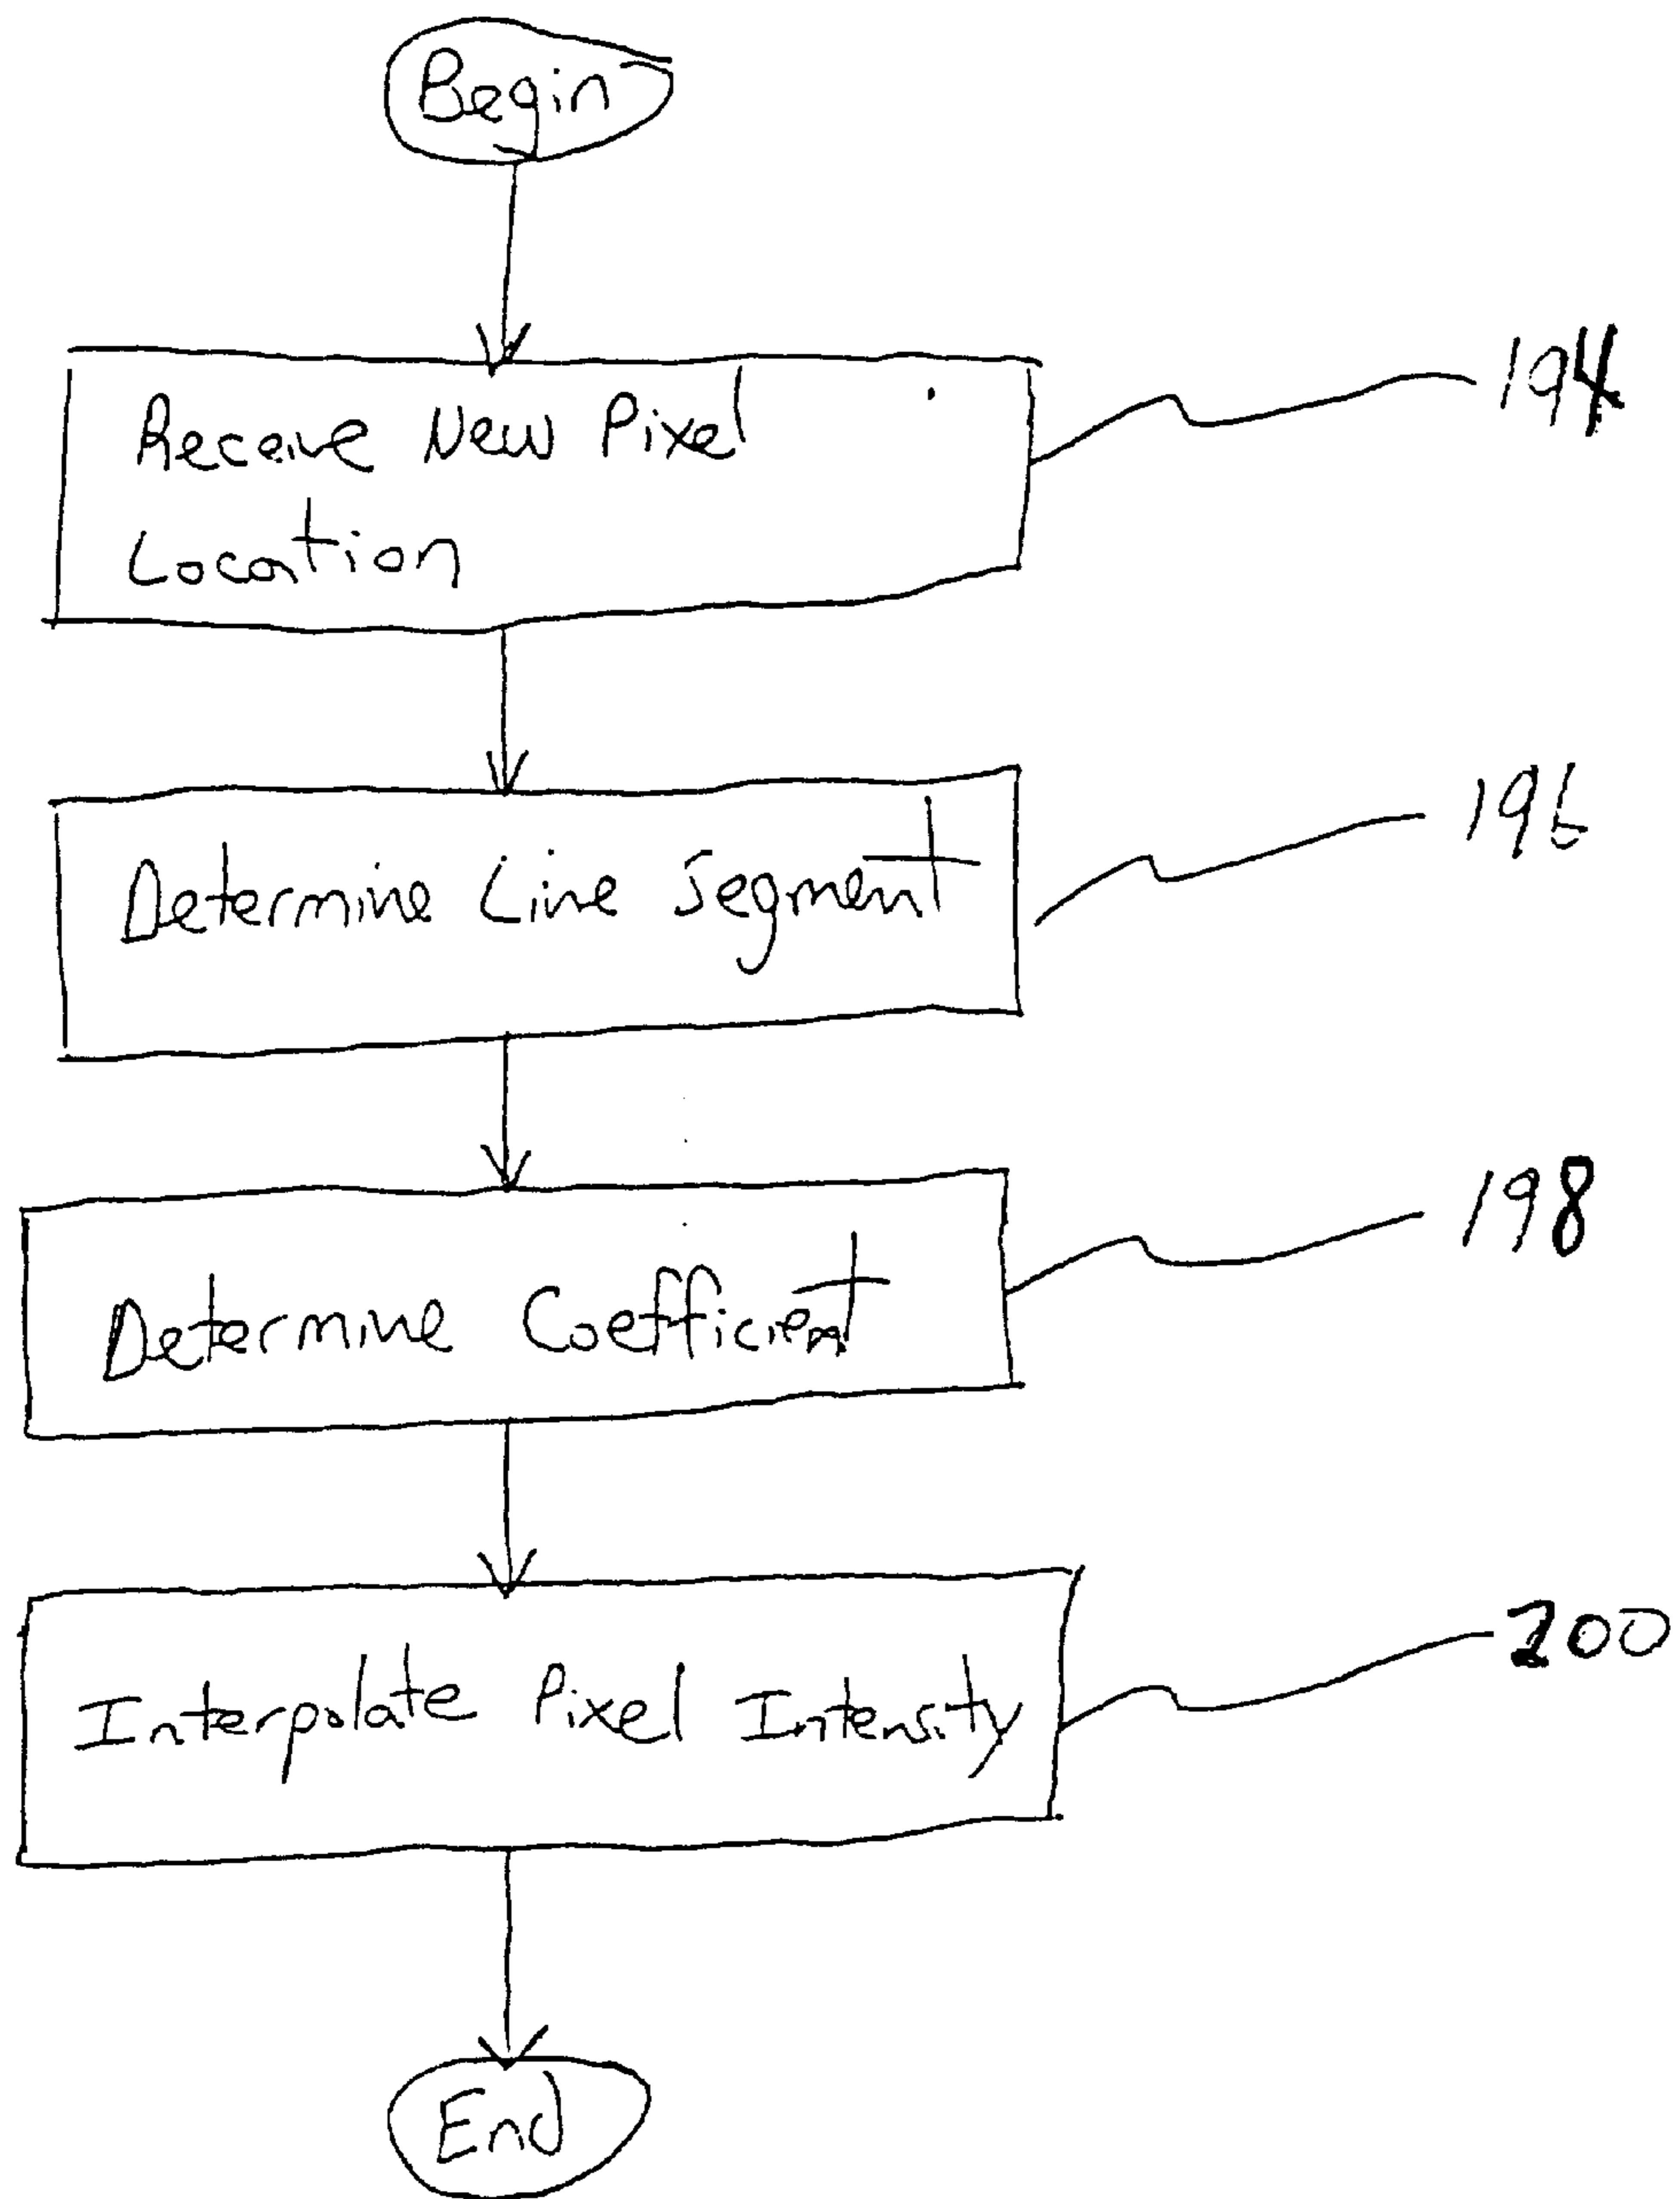 Begin
Receive New Pixel
Location
194
Determine Line Segment
196
Determine Coefficient
198
Interpolate Pixel Intensity
200
End